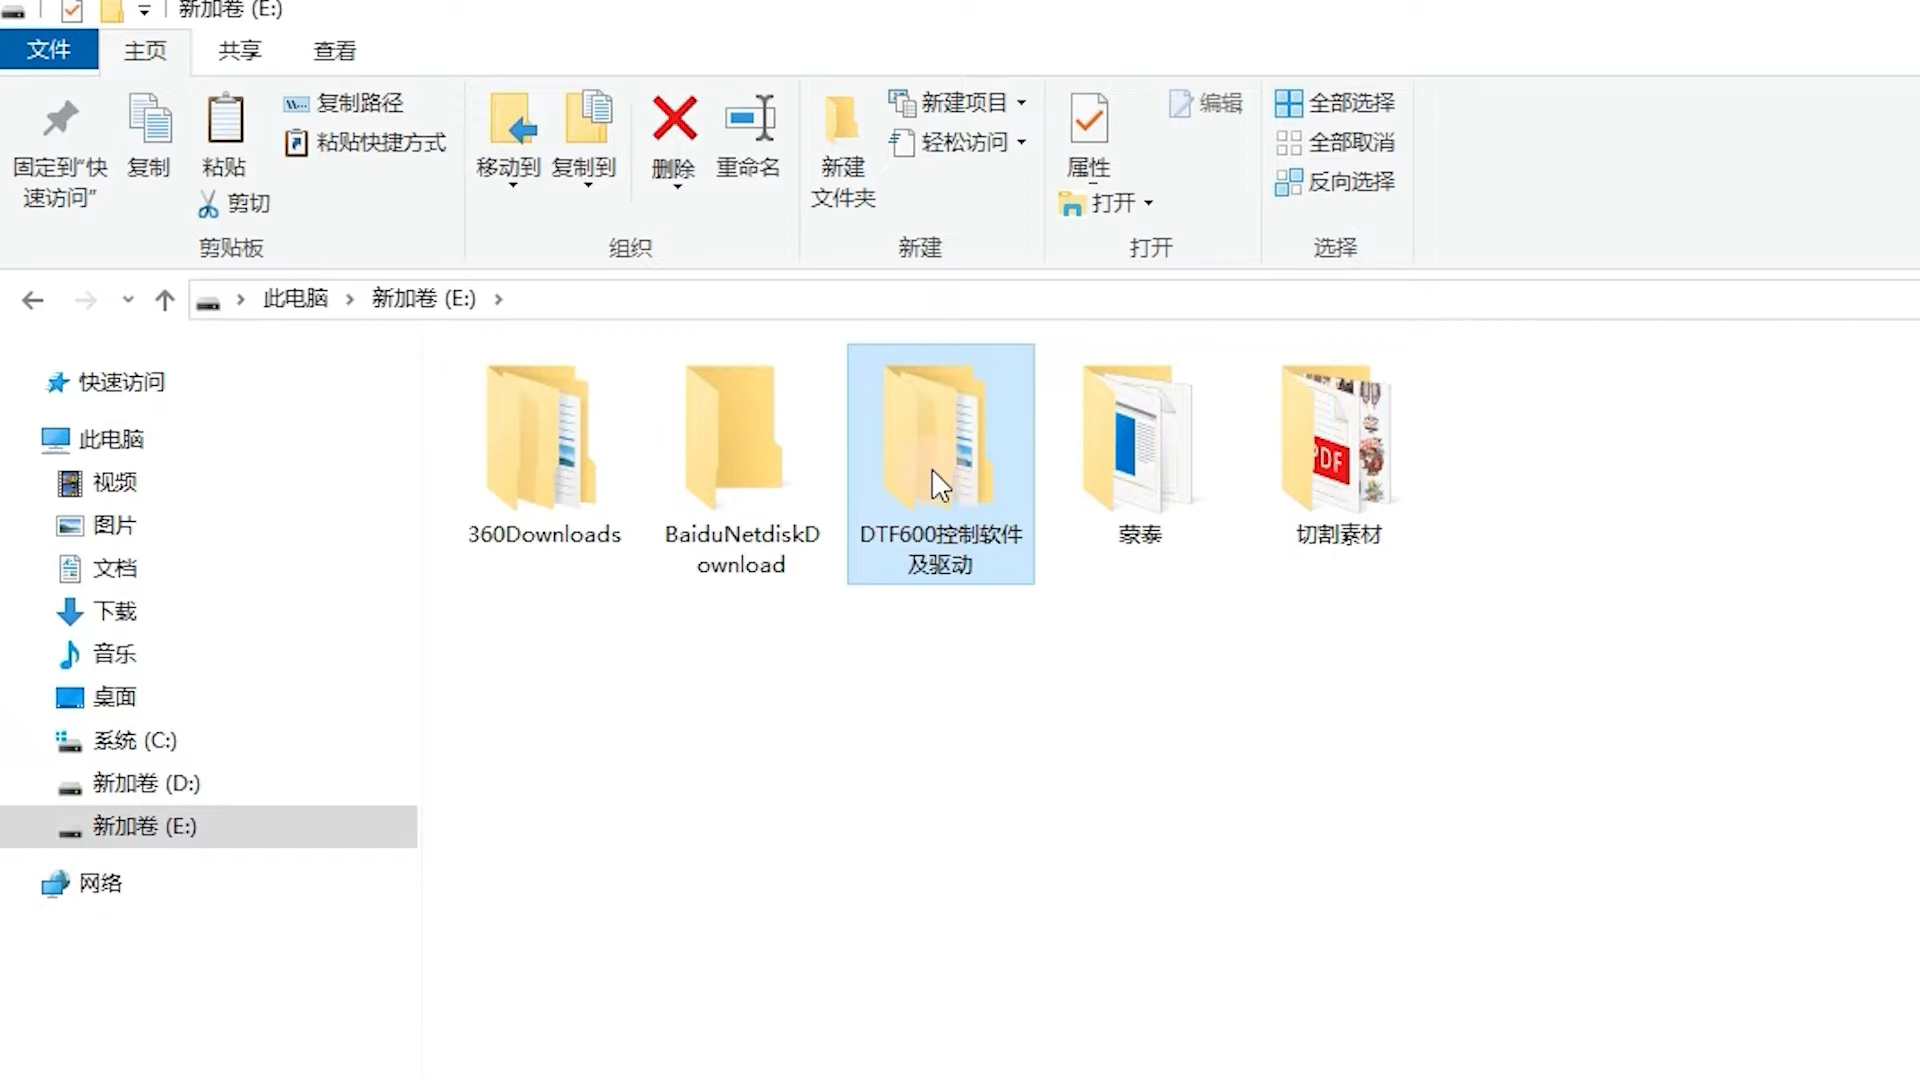 新加卷 (E:)
文件
主页
共享
查看
固定到“快
速访问”
复制
粘贴
剪切
复制路径
粘贴快捷方式
剪贴板
移动到
复制到
删除
重命名
组织
新建
文件夹
新建项目
轻松访问
新建
属性
打开
编辑
打开
全部选择
全部取消
反向选择
选择
此电脑
新加卷 (E:)
快速访问
此电脑
视频
图片
文档
下载
音乐
桌面
系统 (C:)
新加卷 (D:)
新加卷 (E:)
网络
360Downloads
BaiduNetdiskD
ownload
DTF600控制软件
及驱动
蒙泰
PDF
切割素材